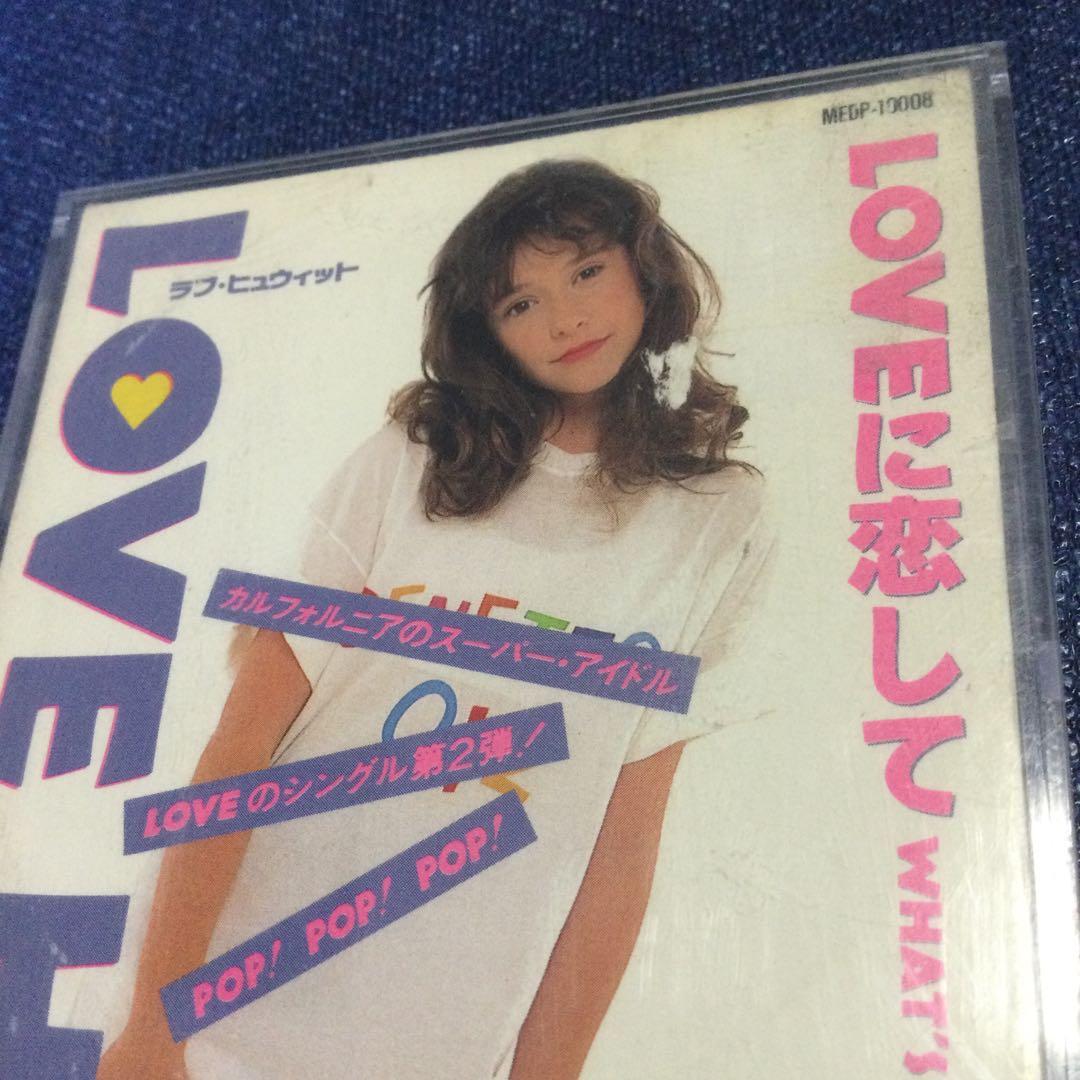 MEDP-10008
LOVE H
ラブ・ヒュウィット
LOVEに恋して WHAT'S
カルフォルニアのスーパー・アイドル
LOVEのシングル第2弾!
POP! POP! POP!